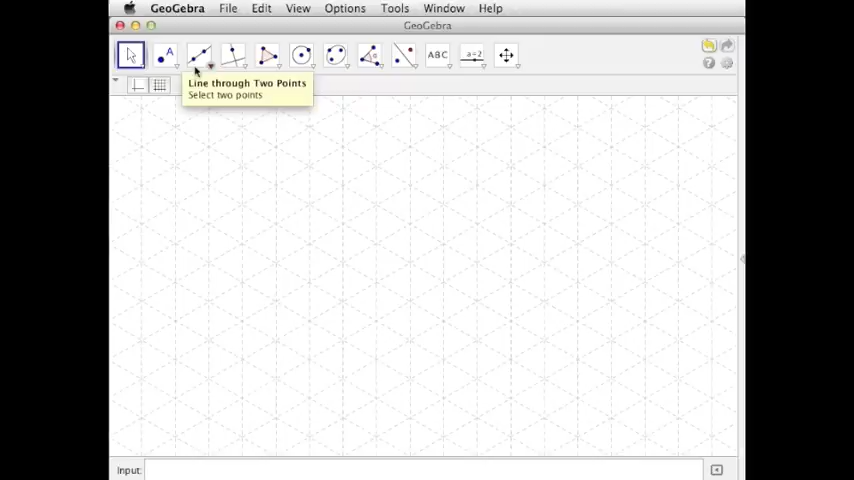 GeoGebra File Edit View Options Tools Window Help
GeoGebra
A ABC a=2
Line through Two Points
Select two points
Input: